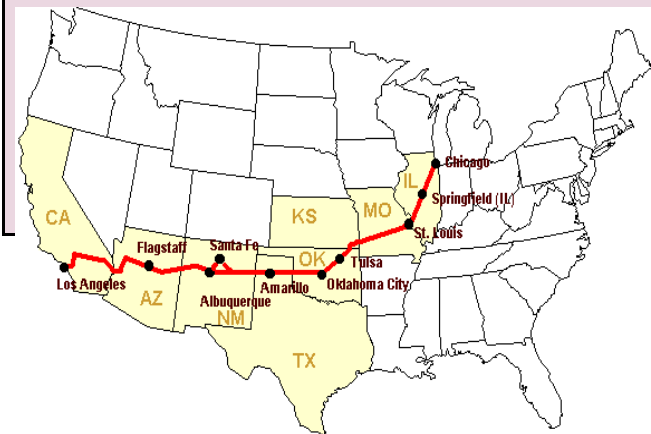 Chicago
IL
Springfield (IL)
CA
KS
MO
St. Louis
Flagstaff
Santa Fe
OK
Tulsa
Los Angeles
Amarillo
Oklahoma City
AZ
Albuquerque
NM
TX